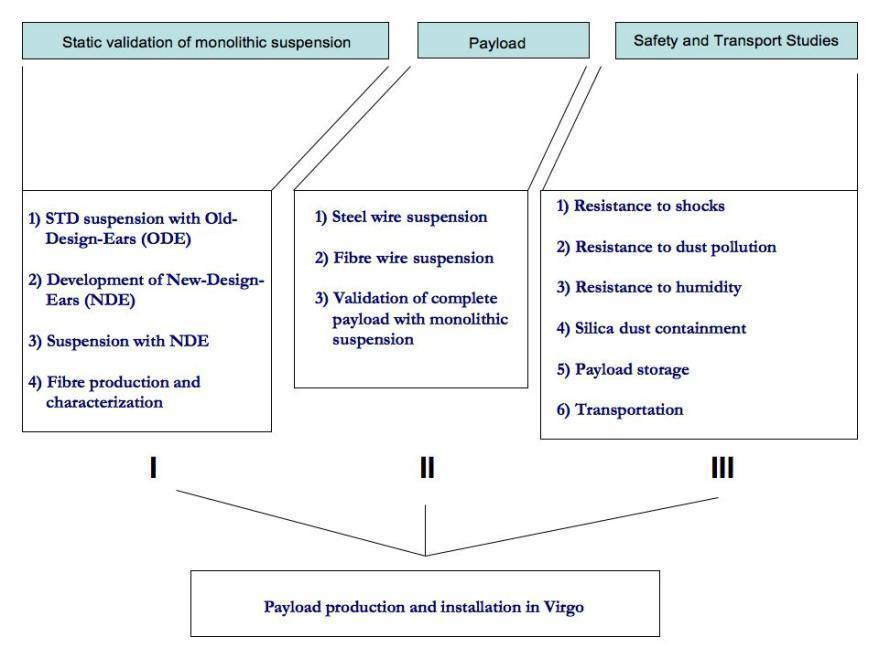 Static validation of monolithic suspension
Payload
Safety and Transport Studies
1) STD suspension with Old-
Design-Ears (ODE)
2) Development of New-Design-
Ears (NDE)
3) Suspension with NDE
4) Fibre production and
characterization
1) Steel wire suspension
2) Fibre wire suspension
3) Validation of complete
payload with monolithic
suspension
1) Resistance to shocks
2) Resistance to dust pollution
3) Resistance to humidity
4) Silica dust containment
5) Payload storage
6) Transportation
I
II
III
Payload production and installation in Virgo